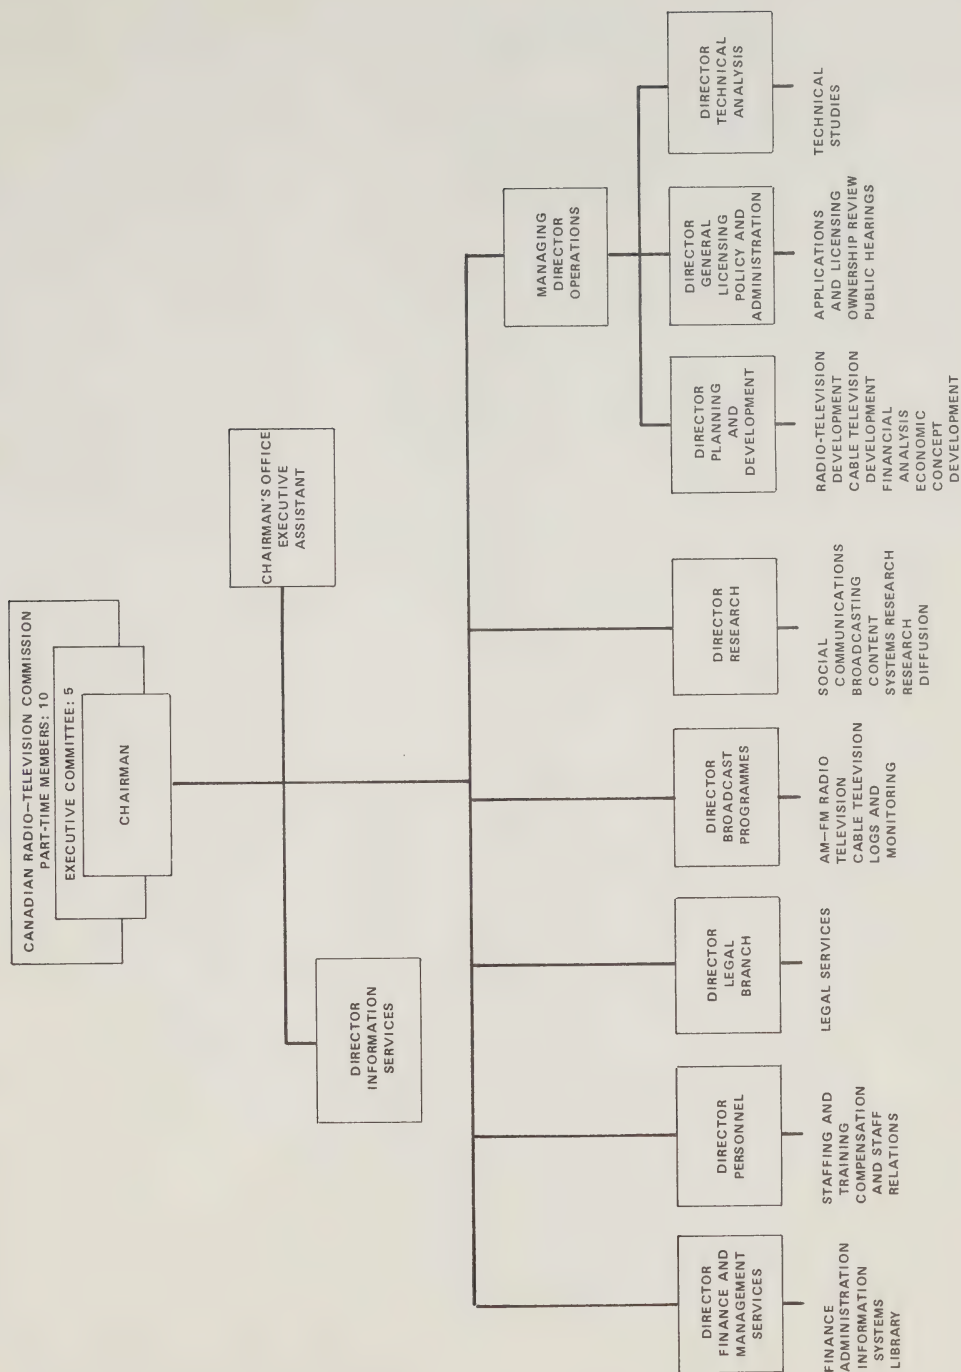 CANADIAN RADIO–TELEVISION COMMISSION
PART-TIME MEMBERS: 10
EXECUTIVE COMMITTEE: 5
CHAIRMAN
DIRECTOR
INFORMATION
SERVICES
CHAIRMAN'S OFFICE
EXECUTIVE
ASSISTANT
MANAGING
DIRECTOR
OPERATIONS
DIRECTOR
FINANCE AND
MANAGEMENT
SERVICES
DIRECTOR
PERSONNEL
DIRECTOR
LEGAL
BRANCH
DIRECTOR
BROADCAST
PROGRAMMES
DIRECTOR
RESEARCH
DIRECTOR
PLANNING
AND
DEVELOPMENT
DIRECTOR
GENERAL
LICENSING
POLICY AND
ADMINISTRATION
DIRECTOR
TECHNICAL
ANALYSIS
FINANCE
ADMINISTRATION
INFORMATION
SYSTEMS
LIBRARY
STAFFING AND
TRAINING
COMPENSATION
AND STAFF
RELATIONS
LEGAL SERVICES
AM–FM RADIO
TELEVISION
CABLE TELEVISION
LOGS AND
MONITORING
SOCIAL
COMMUNICATIONS
BROADCASTING
CONTENT
SYSTEMS RESEARCH
RESEARCH
DIFFUSION
RADIO-TELEVISION
DEVELOPMENT
CABLE TELEVISION
DEVELOPMENT
FINANCIAL
ANALYSIS
ECONOMIC
CONCEPT
DEVELOPMENT
APPLICATIONS
AND LICENSING
OWNERSHIP REVIEW
PUBLIC HEARINGS
TECHNICAL
STUDIES